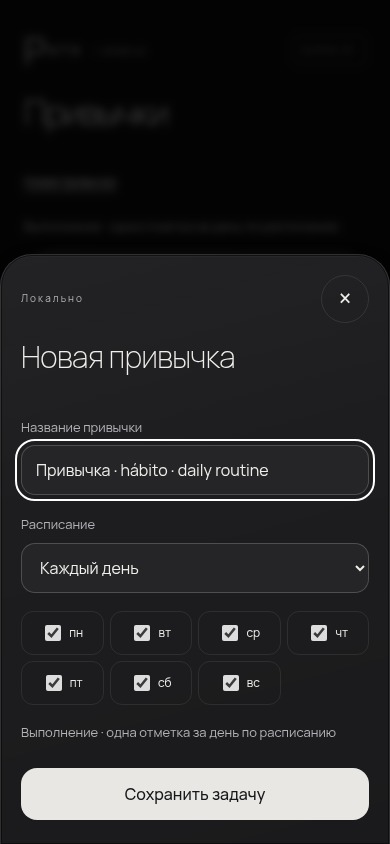 Привычки
Локально
×
Новая привычка
Название привычки
Привычка · hábito · daily routine
Расписание
Каждый день
пн
вт
ср
чт
пт
сб
вс
Выполнение · одна отметка за день по расписанию
Сохранить задачу